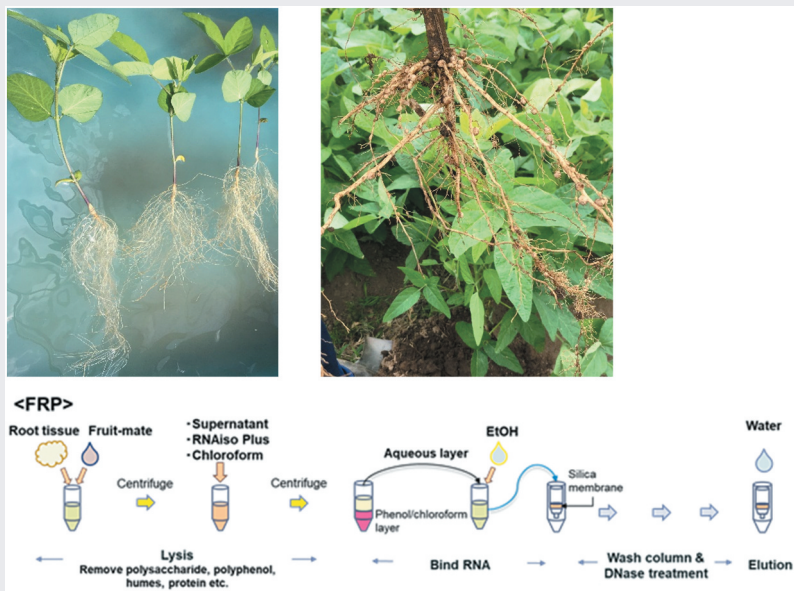 <FRP>
Root tissue Fruit-mate
・Supernatant
・RNAiso Plus
・Chloroform
Centrifuge
Centrifuge
Aqueous layer
Phenol/chloroform
layer
EtOH
Silica
membrane
Water
Lysis
Remove polysaccharide, polyphenol,
humes, protein etc.
Bind RNA
Wash column &
DNase treatment
Elution